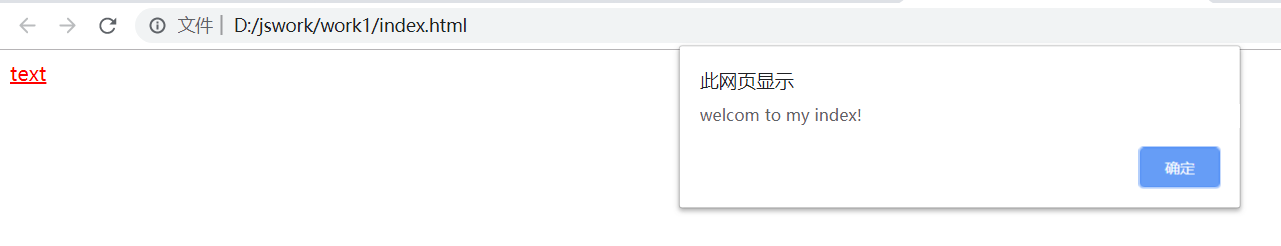 文件 | D:/jswork/work1/index.html
text
此网页显示
welcom to my index!
确定